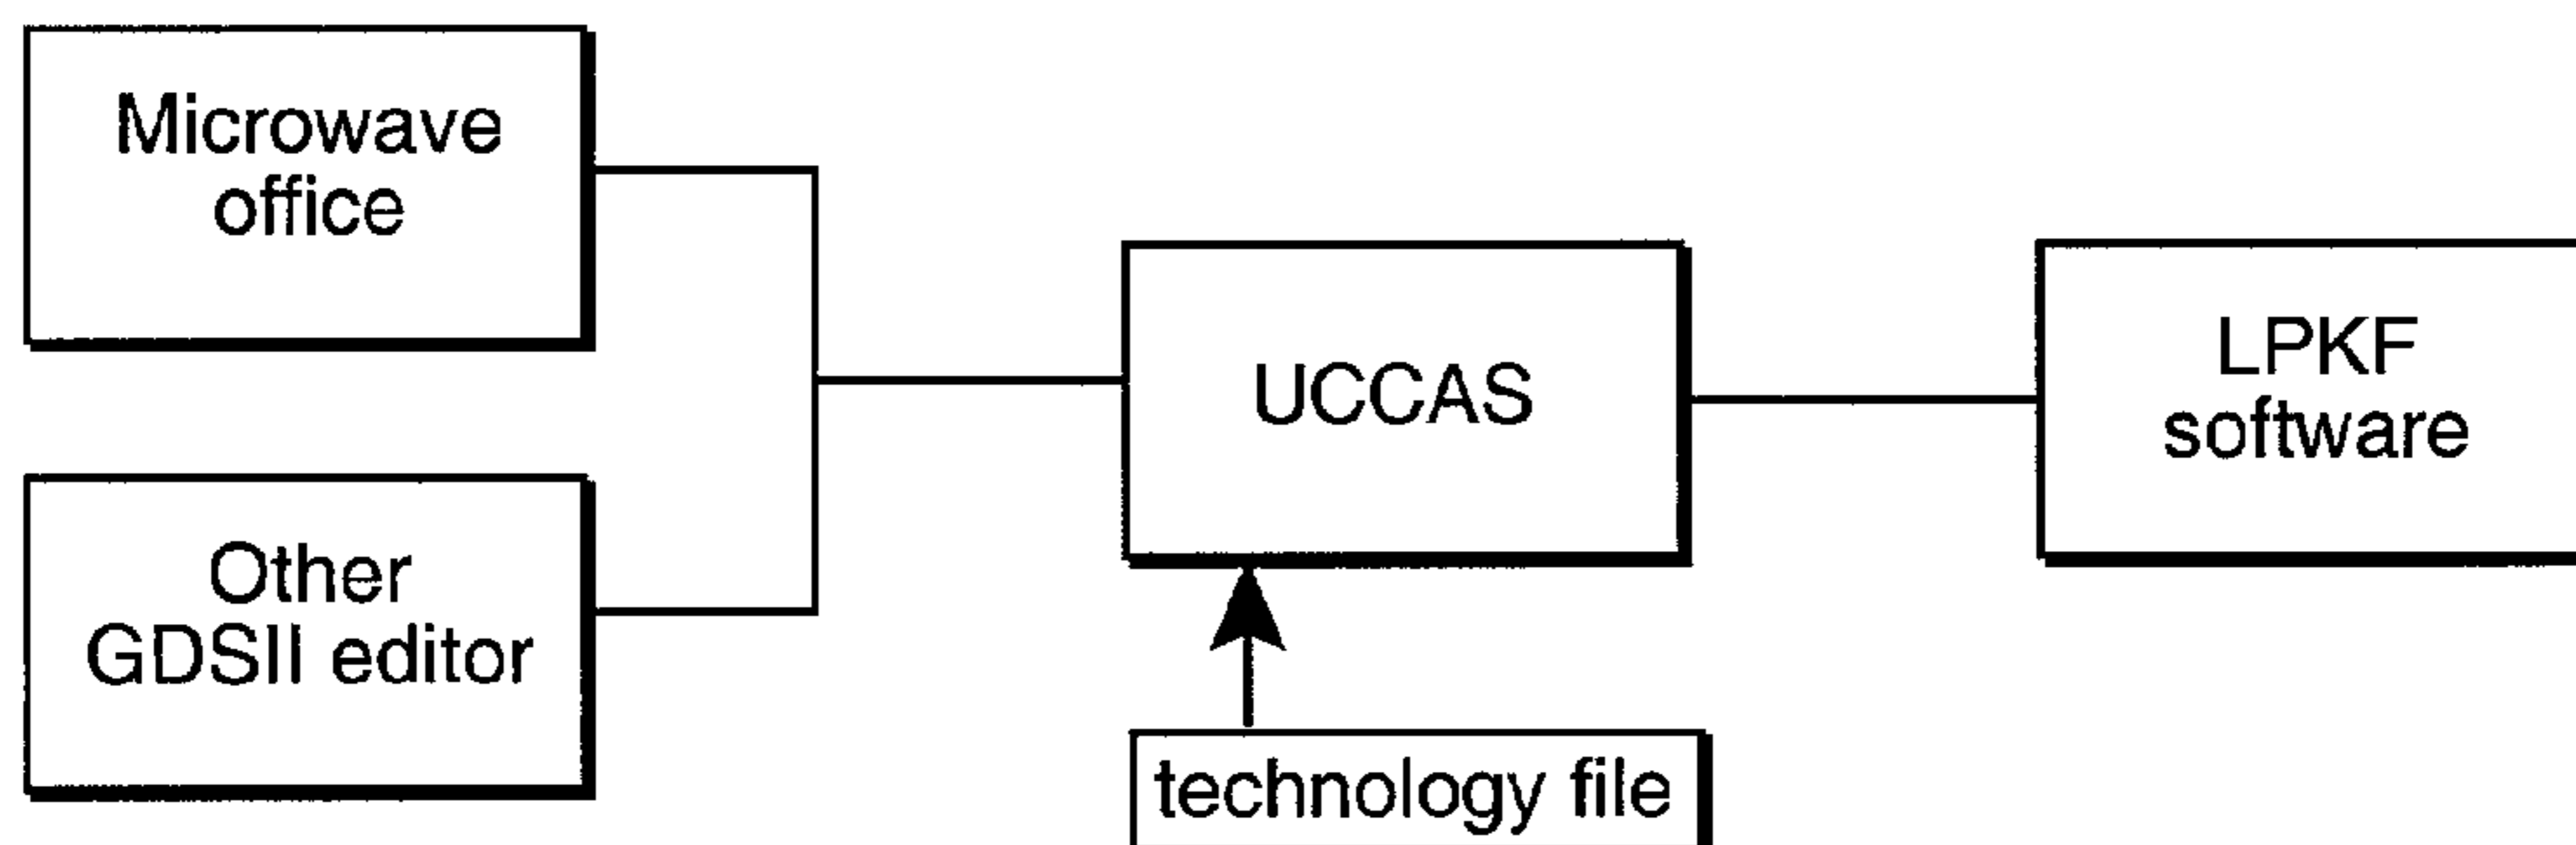 Microwave
office
Other
GDSII editor
UCCAS
technology file
LPKF
software